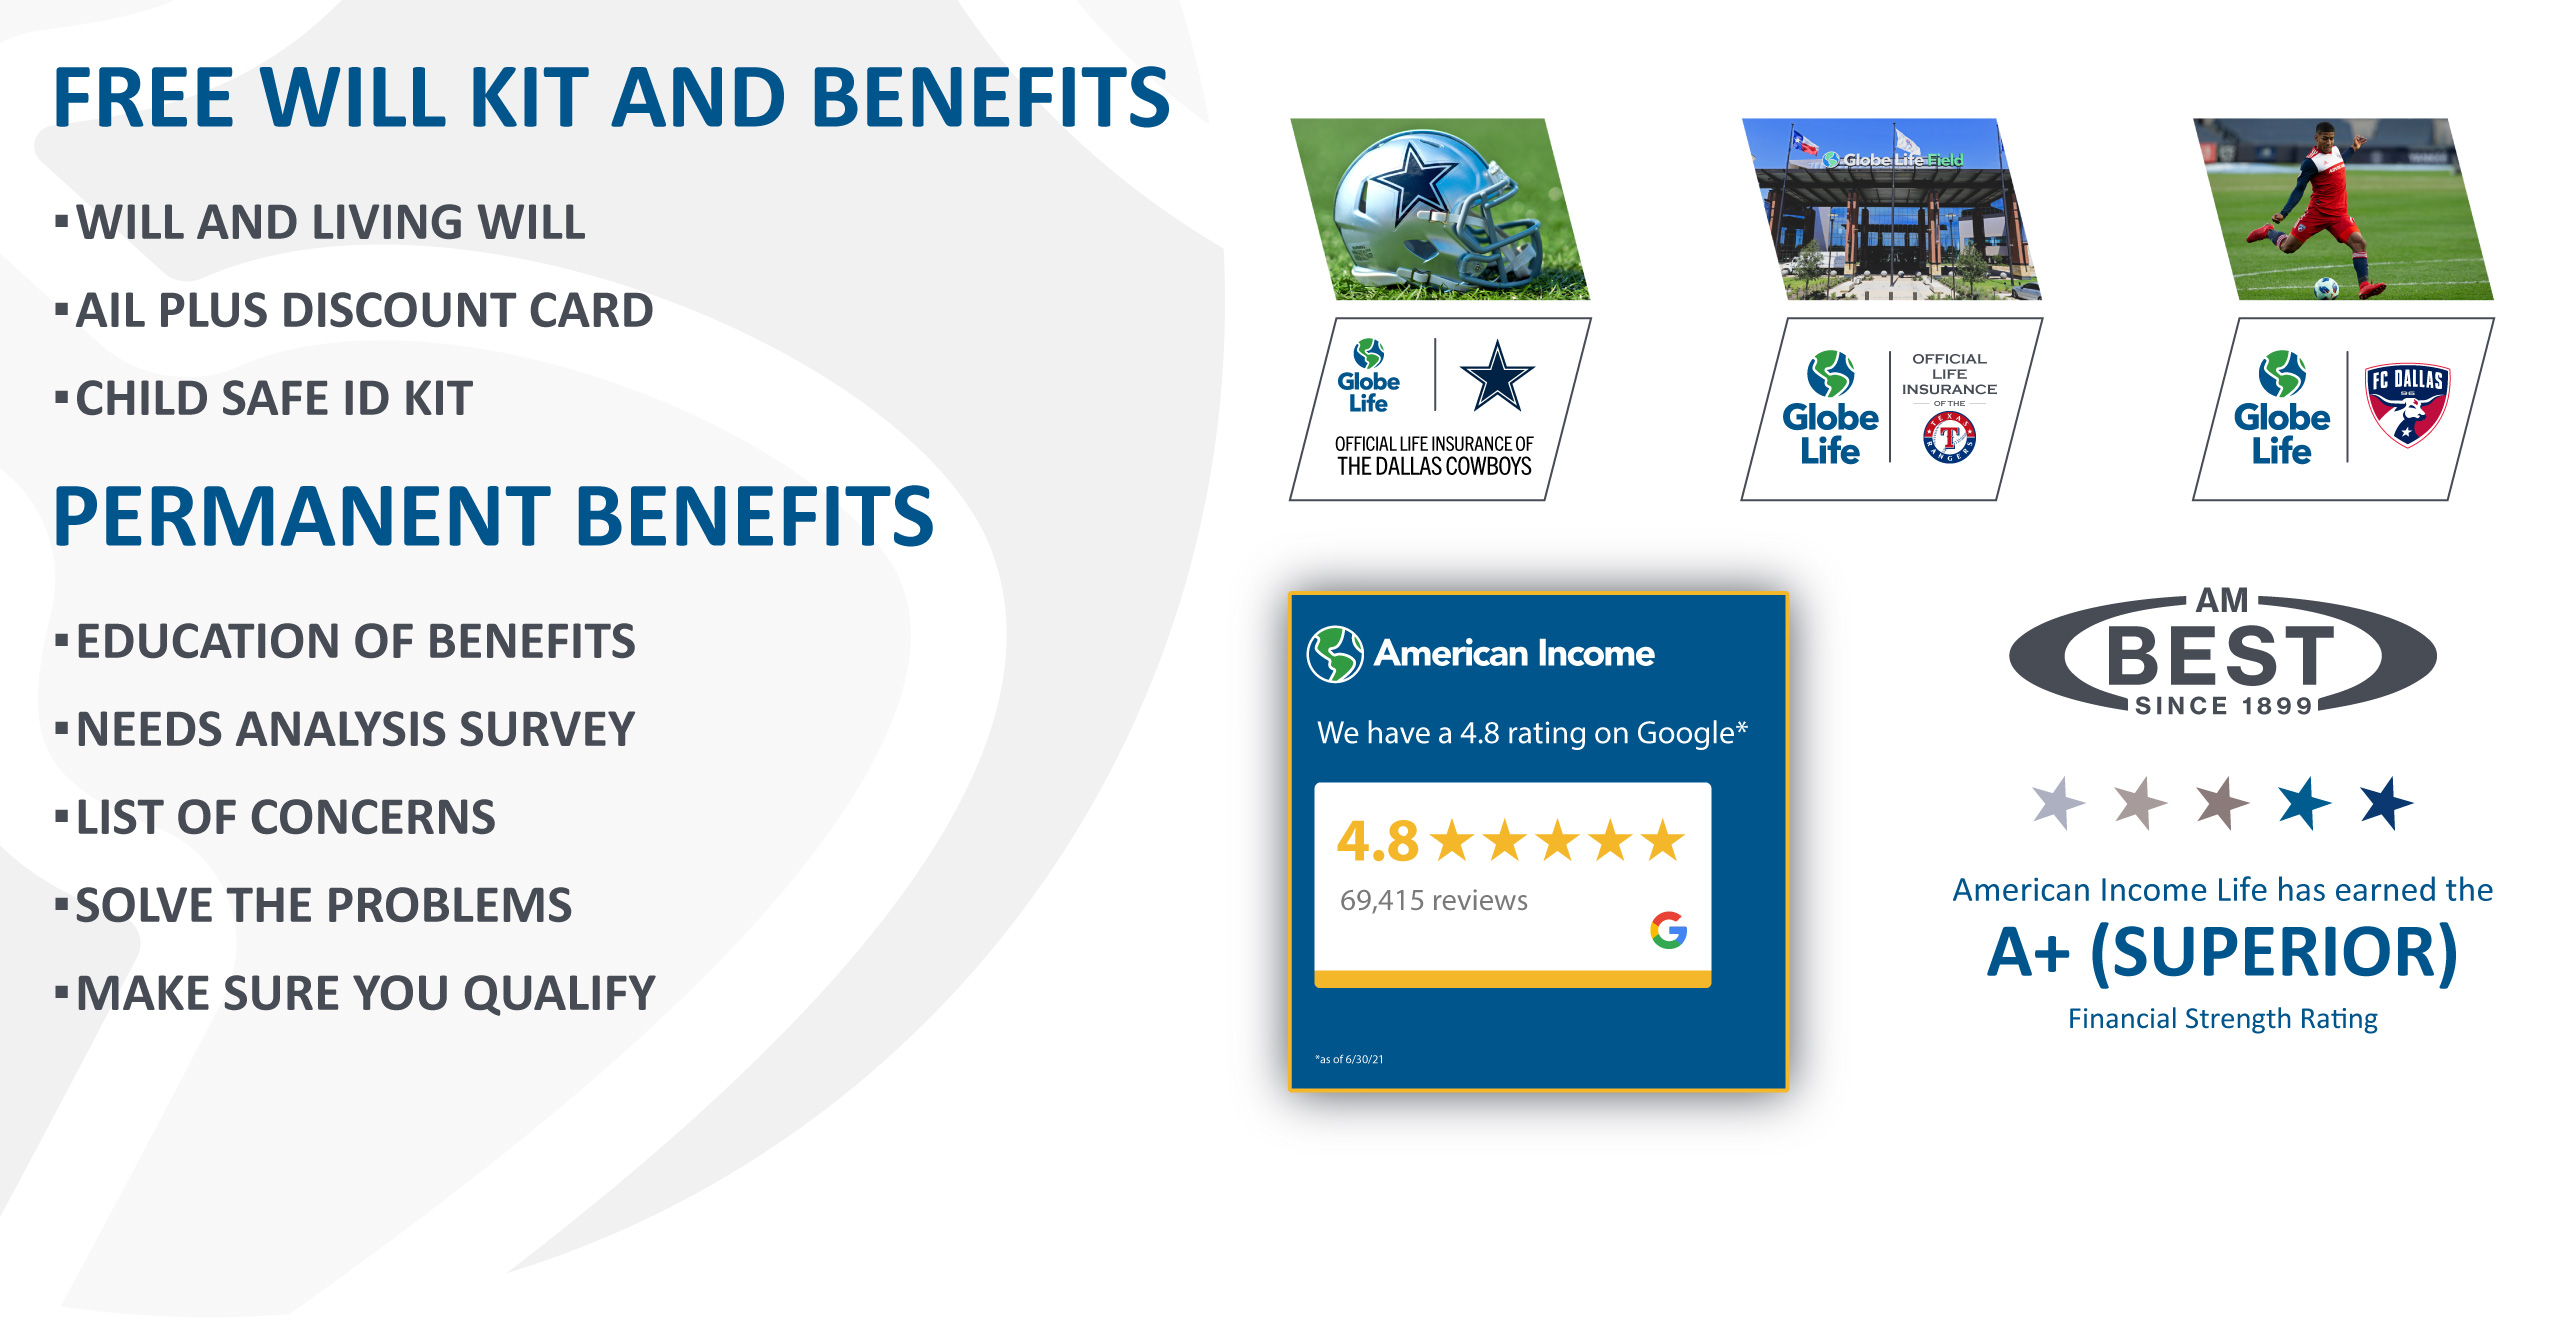 FREE WILL KIT AND BENEFITS
▪WILL AND LIVING WILL
▪AIL PLUS DISCOUNT CARD
▪CHILD SAFE ID KIT
PERMANENT BENEFITS
▪EDUCATION OF BENEFITS
▪NEEDS ANALYSIS SURVEY
▪LIST OF CONCERNS
▪SOLVE THE PROBLEMS
▪MAKE SURE YOU QUALIFY
Globe Life Field
Globe
Life
OFFICIAL LIFE INSURANCE OF
THE DALLAS COWBOYS
Globe
Life
OFFICIAL
LIFE
INSURANCE
OF THE
TEXAS
T
RANGERS
Globe
Life
FC DALLAS
96
American Income
We have a 4.8 rating on Google*
4.8 ★★★★★
69,415 reviews
G
*as of 6/30/21
AM
BEST
SINCE 1899
American Income Life has earned the
A+ (SUPERIOR)
Financial Strength Rating